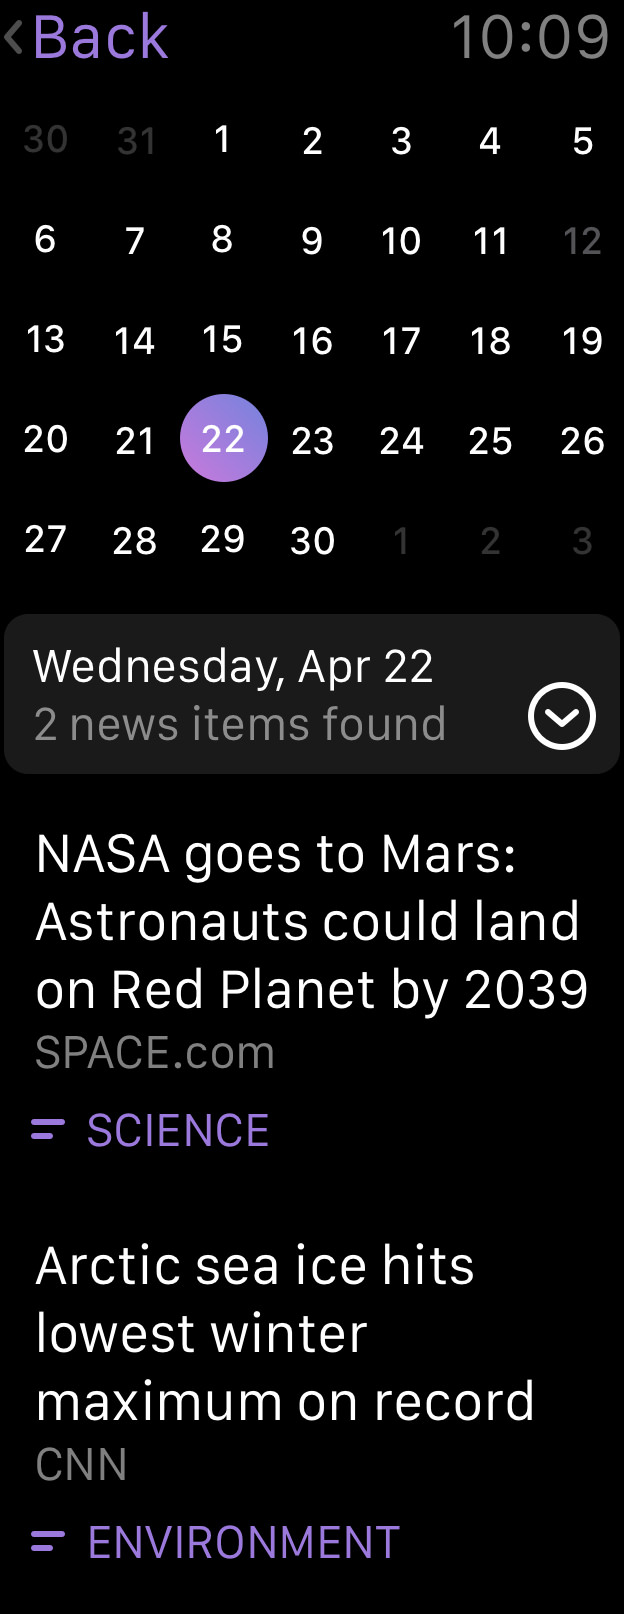 Back 10:09
30 31 1 2 3 4 5
6 7 8 9 10 11 12
13 14 15 16 17 18 19
20 21 22 23 24 25 26
27 28 29 30 1 2 3
Wednesday, Apr 22
2 news items found
NASA goes to Mars:
Astronauts could land
on Red Planet by 2039
SPACE.com
SCIENCE
Arctic sea ice hits
lowest winter
maximum on record
CNN
ENVIRONMENT